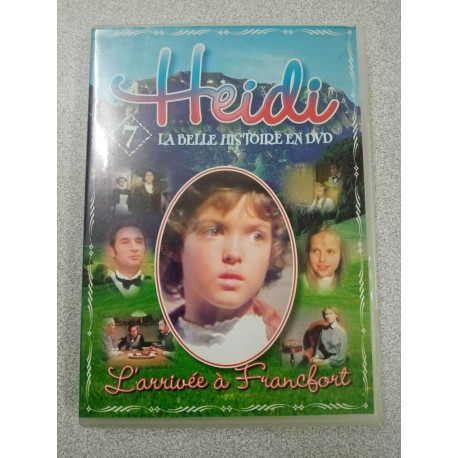 Heidi
7
LA BELLE HISTOIRE EN DVD
L'arrivée à Francfort